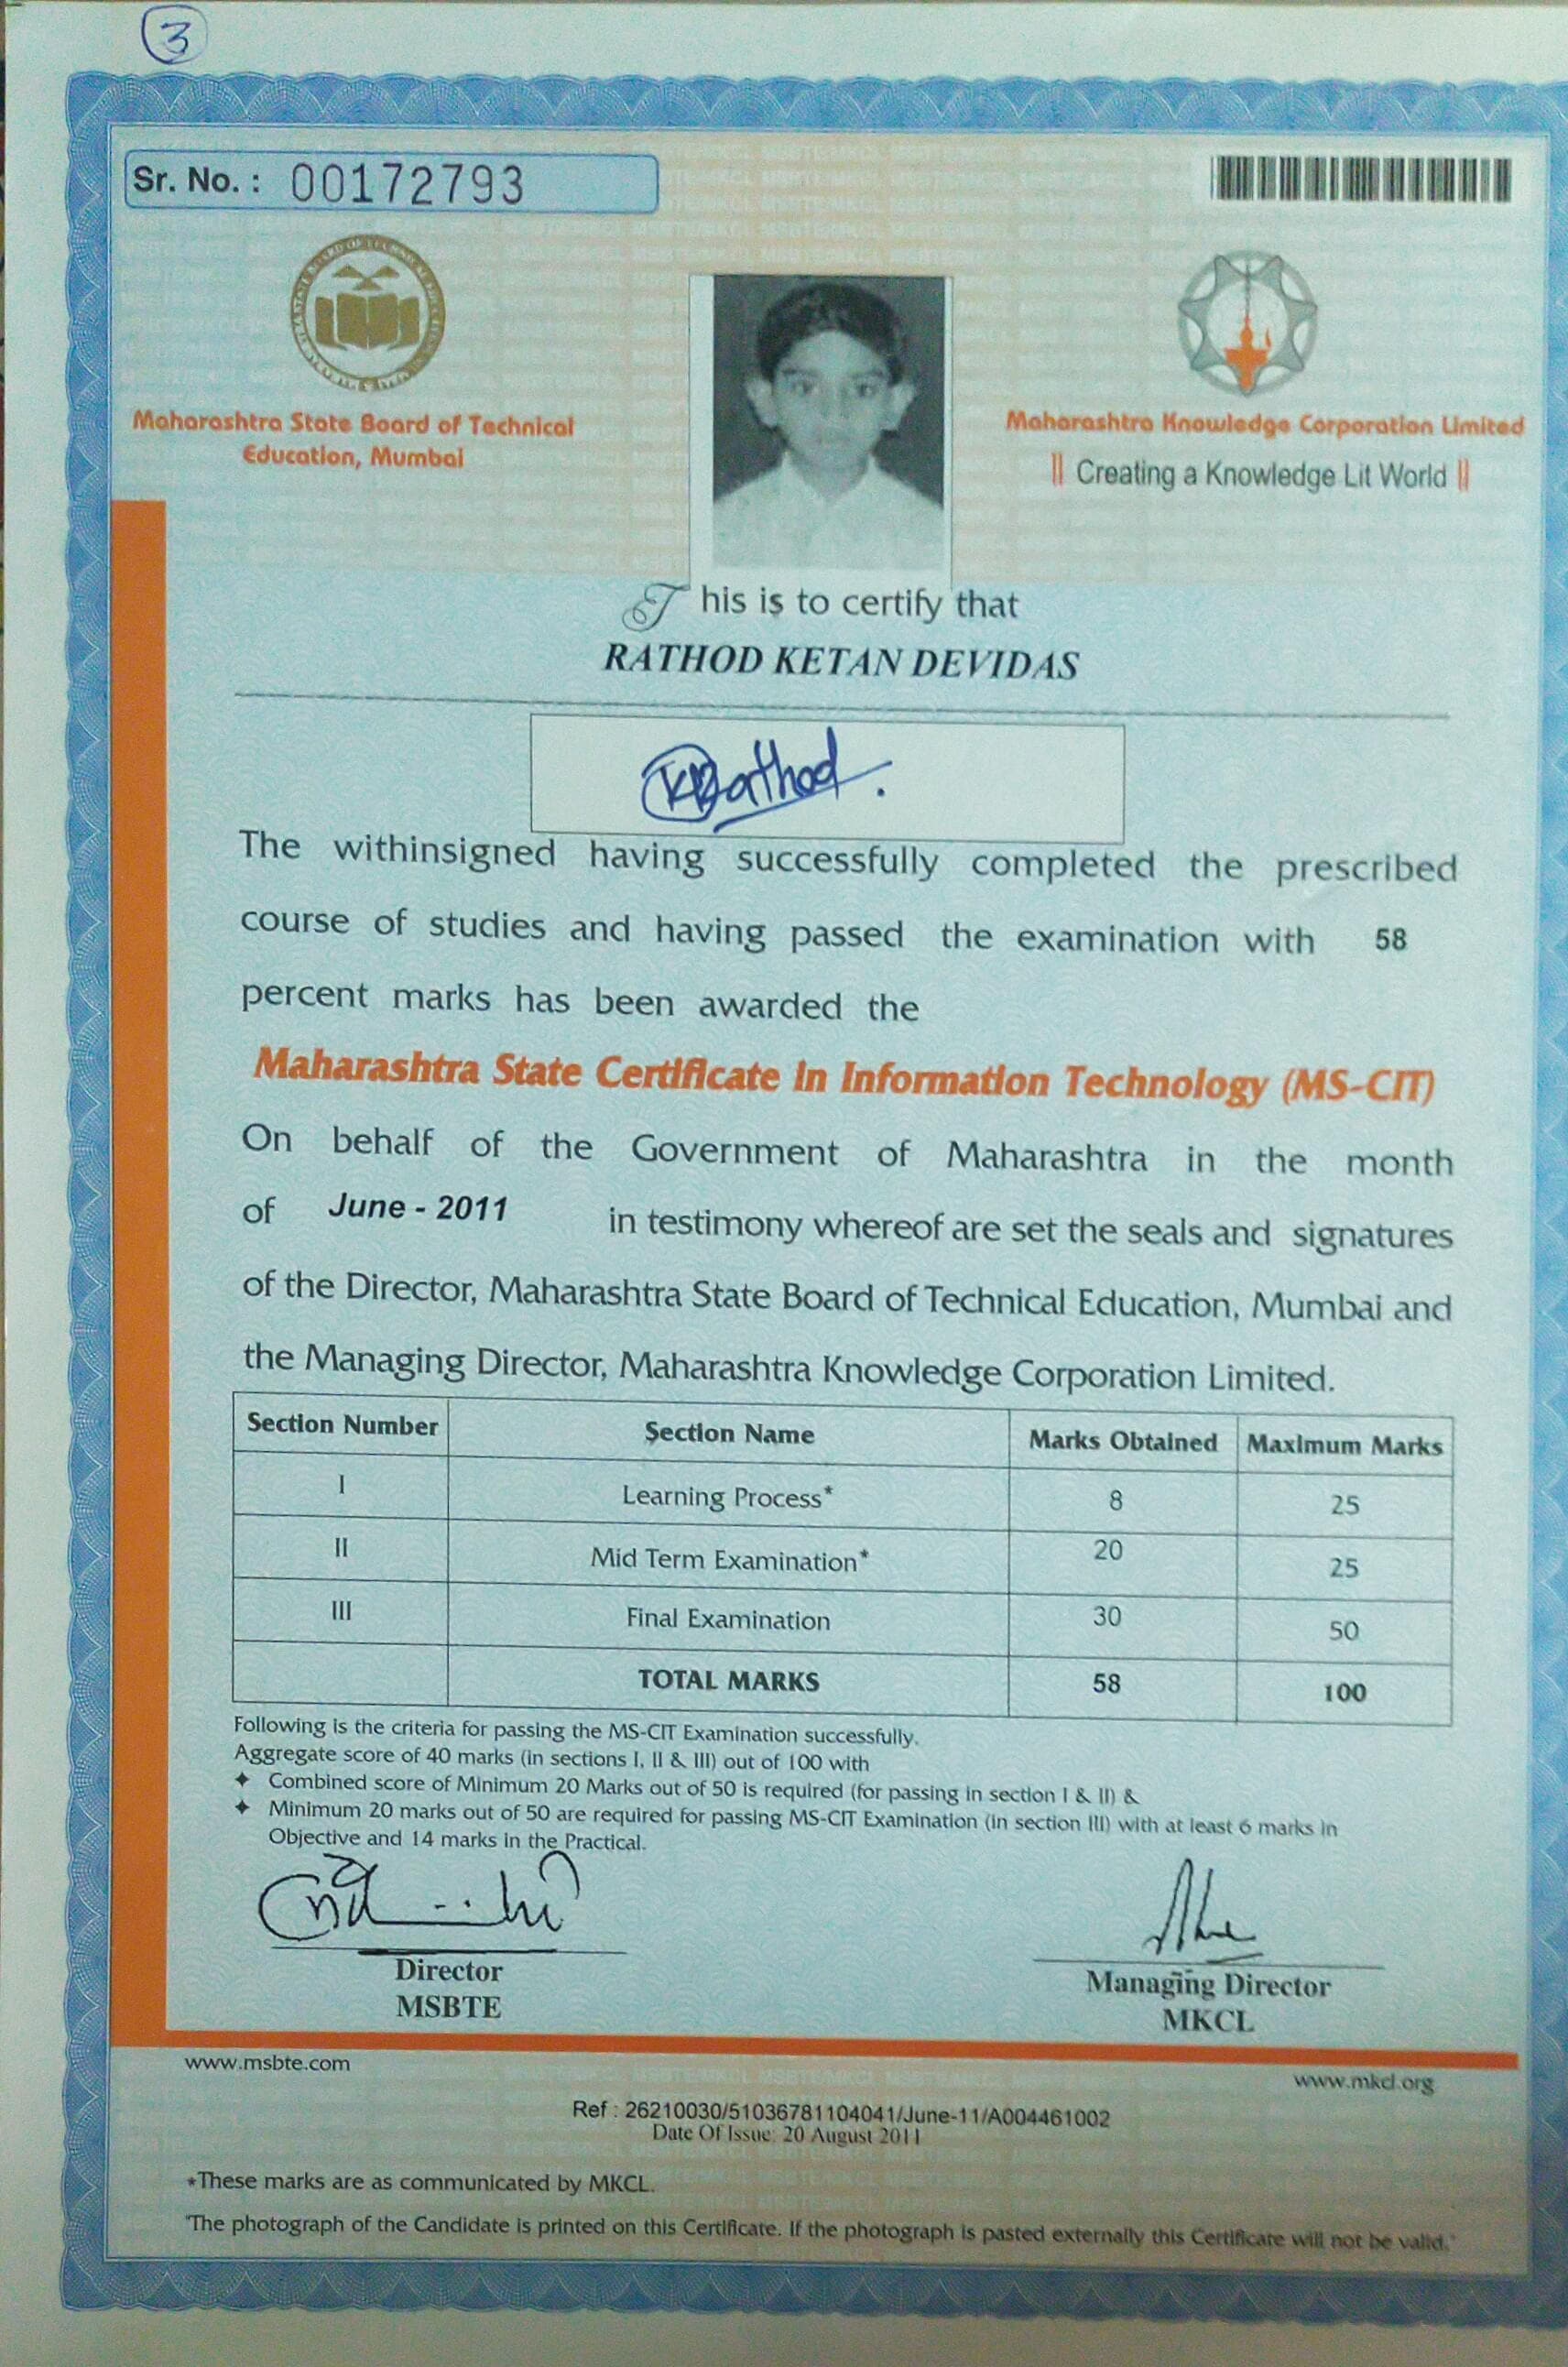 3
Sr. No. : 00172793
Maharashtra State Board of Technical
Education, Mumbai
Maharashtra Knowledge Corporation Limited
|| Creating a Knowledge Lit World ||
This is to certify that
RATHOD KETAN DEVIDAS
KDRathod.
The withinsigned having successfully completed the prescribed
course of studies and having passed the examination with 58
percent marks has been awarded the
Maharashtra State Certificate in Information Technology (MS-CIT)
On behalf of the Government of Maharashtra in the month
of June - 2011 in testimony whereof are set the seals and signatures
of the Director, Maharashtra State Board of Technical Education, Mumbai and
the Managing Director, Maharashtra Knowledge Corporation Limited.
Section Number Section Name Marks Obtained Maximum Marks
I Learning Process* 8 25
II Mid Term Examination* 20 25
III Final Examination 30 50
TOTAL MARKS 58 100
Following is the criteria for passing the MS-CIT Examination successfully.
Aggregate score of 40 marks (in sections I, II & III) out of 100 with
✦ Combined score of Minimum 20 Marks out of 50 is required (for passing in section I & II) &
✦ Minimum 20 marks out of 50 are required for passing MS-CIT Examination (in section III) with at least 6 marks in
Objective and 14 marks in the Practical.
Director
MSBTE
Managing Director
MKCL
www.msbte.com
www.mkcl.org
Ref : 26210030/51036781104041/June-11/A004461002
Date Of Issue: 20 August 2011
*These marks are as communicated by MKCL.
"The photograph of the Candidate is printed on this Certificate. If the photograph is pasted externally this Certificate will not be valid."